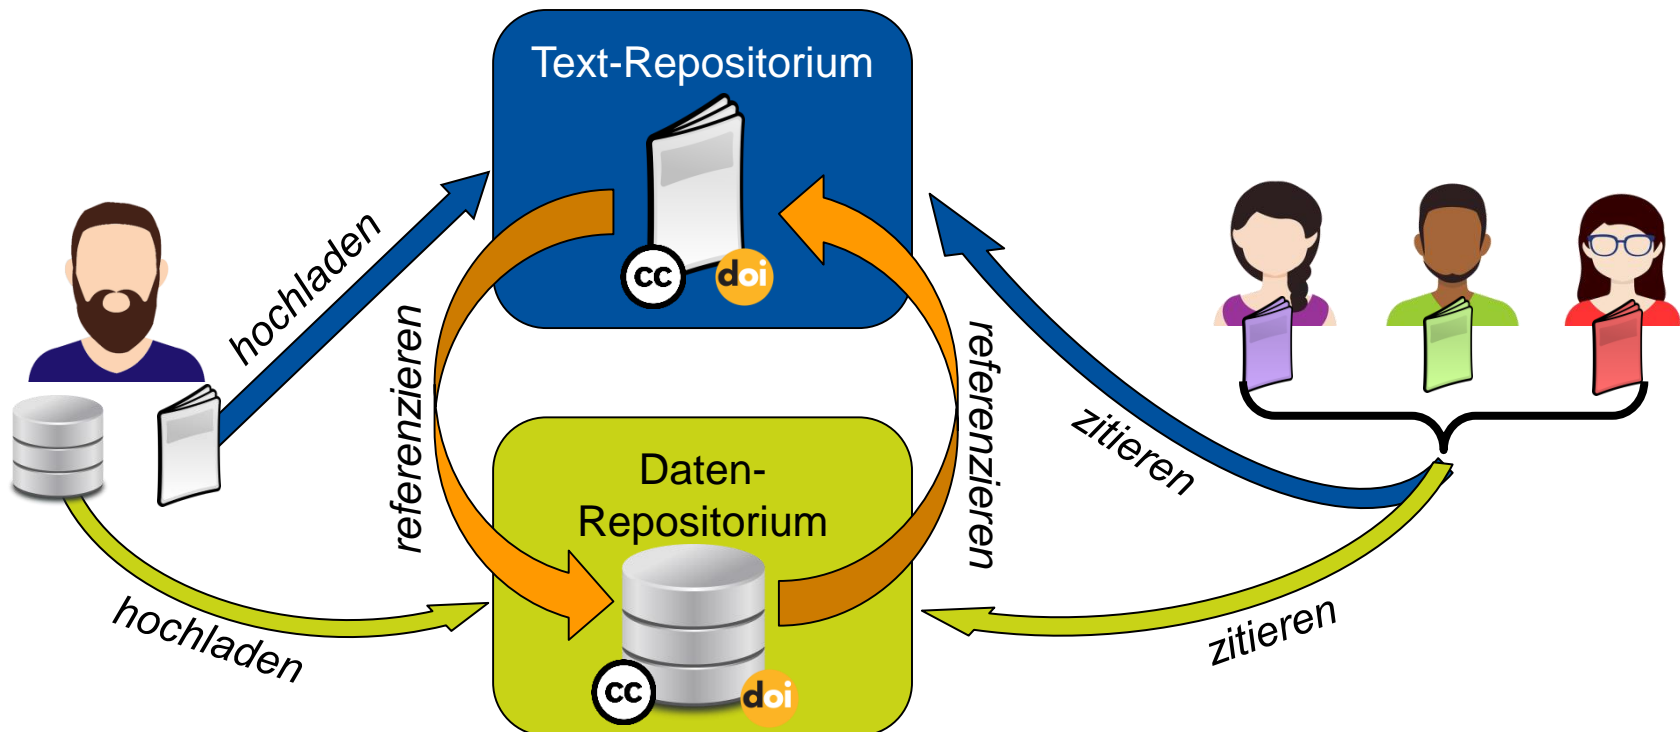 Text-Repositorium
cc
doi
hochladen
referenzieren
referenzieren
zitieren
Daten-
Repositorium
cc
doi
hochladen
zitieren